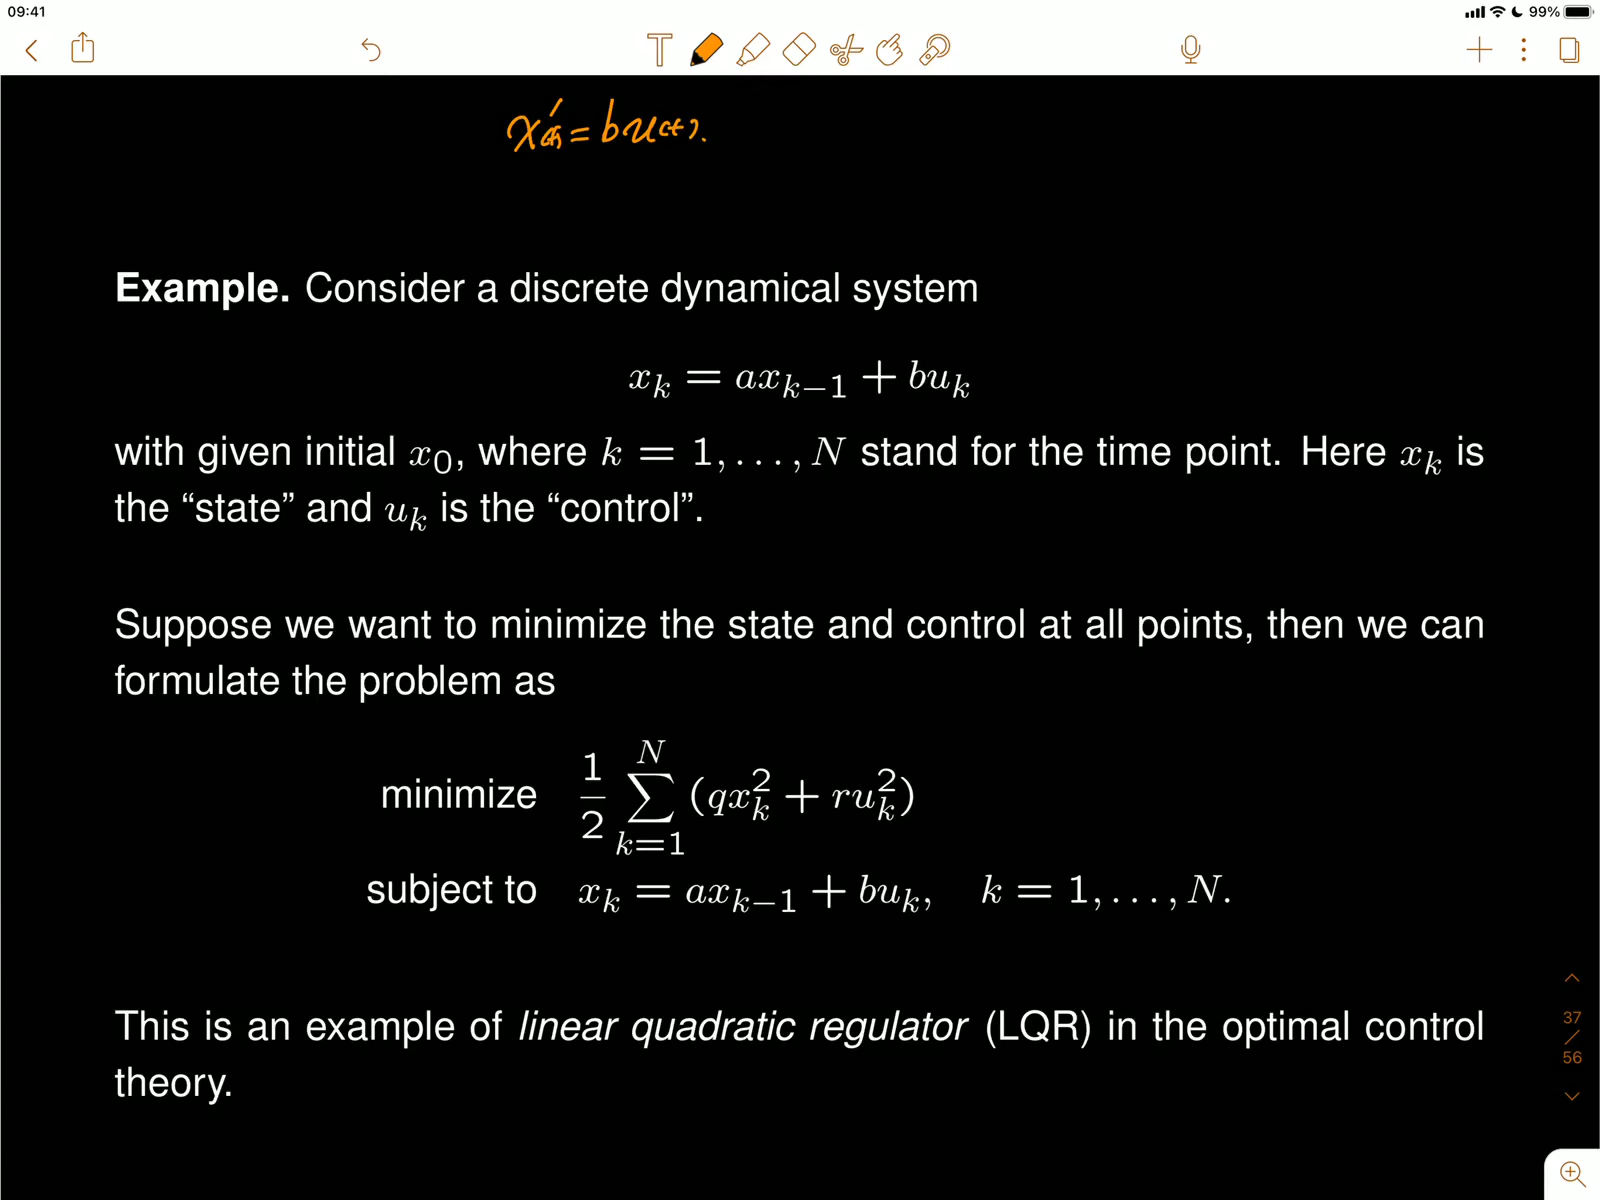 09:41
99%
x'(t) = bu(t).
Example. Consider a discrete dynamical system
x_k = ax_{k−1} + bu_k
with given initial x_0, where k = 1, . . . , N stand for the time point. Here x_k is
the “state” and u_k is the “control”.
Suppose we want to minimize the state and control at all points, then we can
formulate the problem as
minimize \frac{1}{2} \sum_{k=1}^{N} (qx_k^2 + ru_k^2)
subject to x_k = ax_{k−1} + bu_k, k = 1, . . . , N.
This is an example of linear quadratic regulator (LQR) in the optimal control
theory.
37
/
56